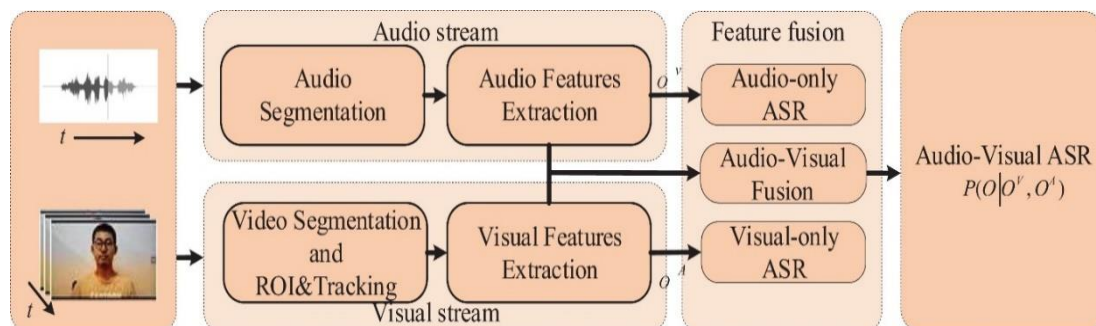 t
t
Audio stream
Audio
Segmentation
Audio Features
Extraction
O^V
Video Segmentation
and
ROI&Tracking
Visual Features
Extraction
O^A
Visual stream
Feature fusion
Audio-only
ASR
Audio-Visual
Fusion
Visual-only
ASR
Audio-Visual ASR
P(O|O^V, O^A)